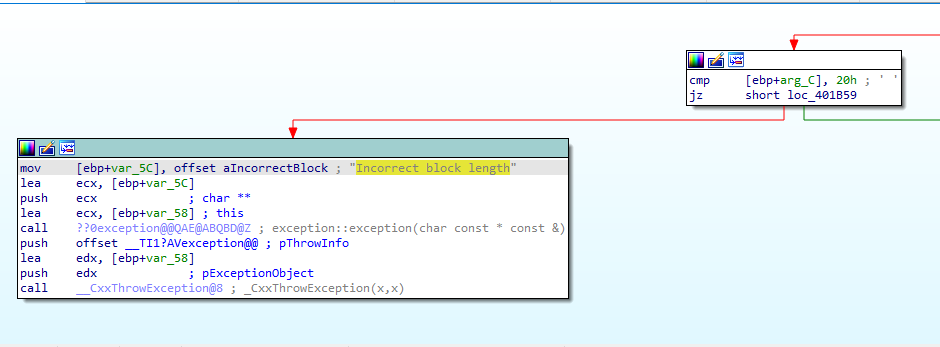 cmp [ebp+arg_C], 20h ; ' '
jz short loc_401B59
mov [ebp+var_5C], offset aIncorrectBlock ; "Incorrect block length"
lea ecx, [ebp+var_5C]
push ecx ; char **
lea ecx, [ebp+var_58] ; this
call ??0exception@@QAE@ABQBD@Z ; exception::exception(char const * const &)
push offset __TI1?AVexception@@ ; pThrowInfo
lea edx, [ebp+var_58]
push edx ; pExceptionObject
call __CxxThrowException@8 ; _CxxThrowException(x,x)